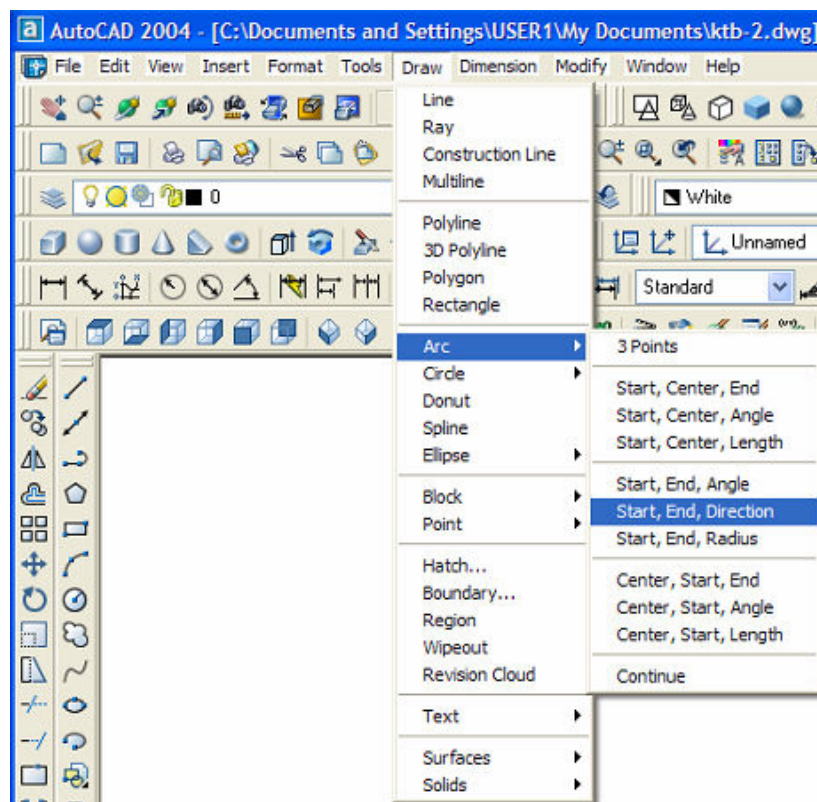 AutoCAD 2004 - [C:\Documents and Settings\USER1\My Documents\ktb-2.dwg]
File Edit View Insert Format Tools Draw Dimension Modify Window Help
0
White
Unnamed
Standard
Line
Ray
Construction Line
Multiline
Polyline
3D Polyline
Polygon
Rectangle
Arc
Circle
Donut
Spline
Ellipse
Block
Point
Hatch...
Boundary...
Region
Wipeout
Revision Cloud
Text
Surfaces
Solids
3 Points
Start, Center, End
Start, Center, Angle
Start, Center, Length
Start, End, Angle
Start, End, Direction
Start, End, Radius
Center, Start, End
Center, Start, Angle
Center, Start, Length
Continue